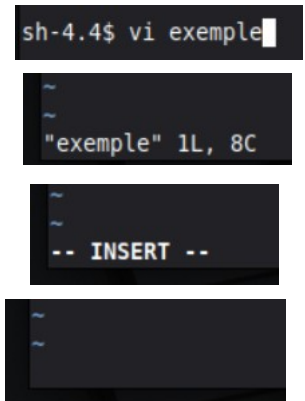 sh-4.4$ vi exemple
~
~
"exemple" 1L, 8C
~
~
-- INSERT --
~
~